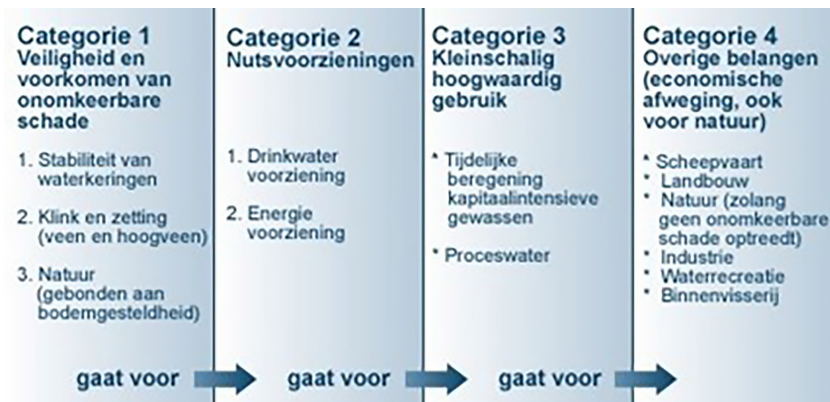 Categorie 1
Veiligheid en
voorkomen van
onomkeerbare
schade
1. Stabiliteit van
waterkeringen
2. Klink en zetting
(veen en hoogveen)
3. Natuur
(gebonden aan
bodemgesteldheid)
gaat voor
Categorie 2
Nutsvoorzieningen
1. Drinkwater
voorziening
2. Energie
voorziening
gaat voor
Categorie 3
Kleinschalig
hoogwaardig
gebruik
* Tijdelijke
beregening
kapitaalintensieve
gewassen
* Proceswater
gaat voor
Categorie 4
Overige belangen
(economische
afweging, ook
voor natuur)
* Scheepvaart
* Landbouw
* Natuur (zolang
geen onomkeerbare
schade optreedt)
* Industrie
* Waterrecreatie
* Binnenvisserij